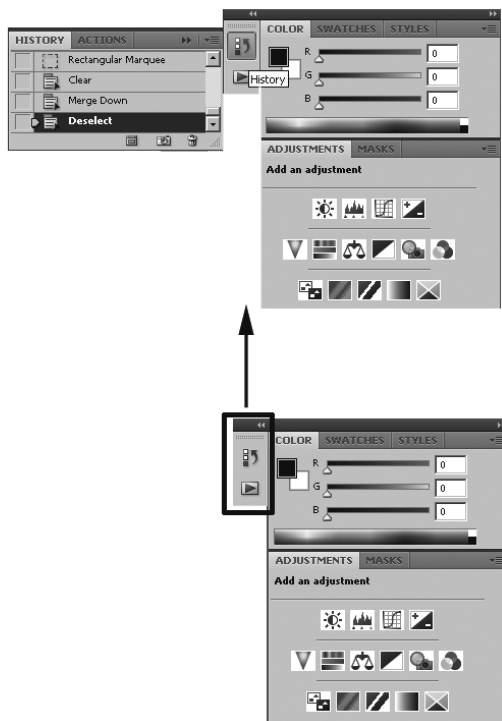 HISTORY ACTIONS
Rectangular Marquee
Clear
Merge Down
Deselect
History
COLOR SWATCHES STYLES
R 0
G 0
B 0
ADJUSTMENTS MASKS
Add an adjustment
COLOR SWATCHES STYLES
R 0
G 0
B 0
ADJUSTMENTS MASKS
Add an adjustment